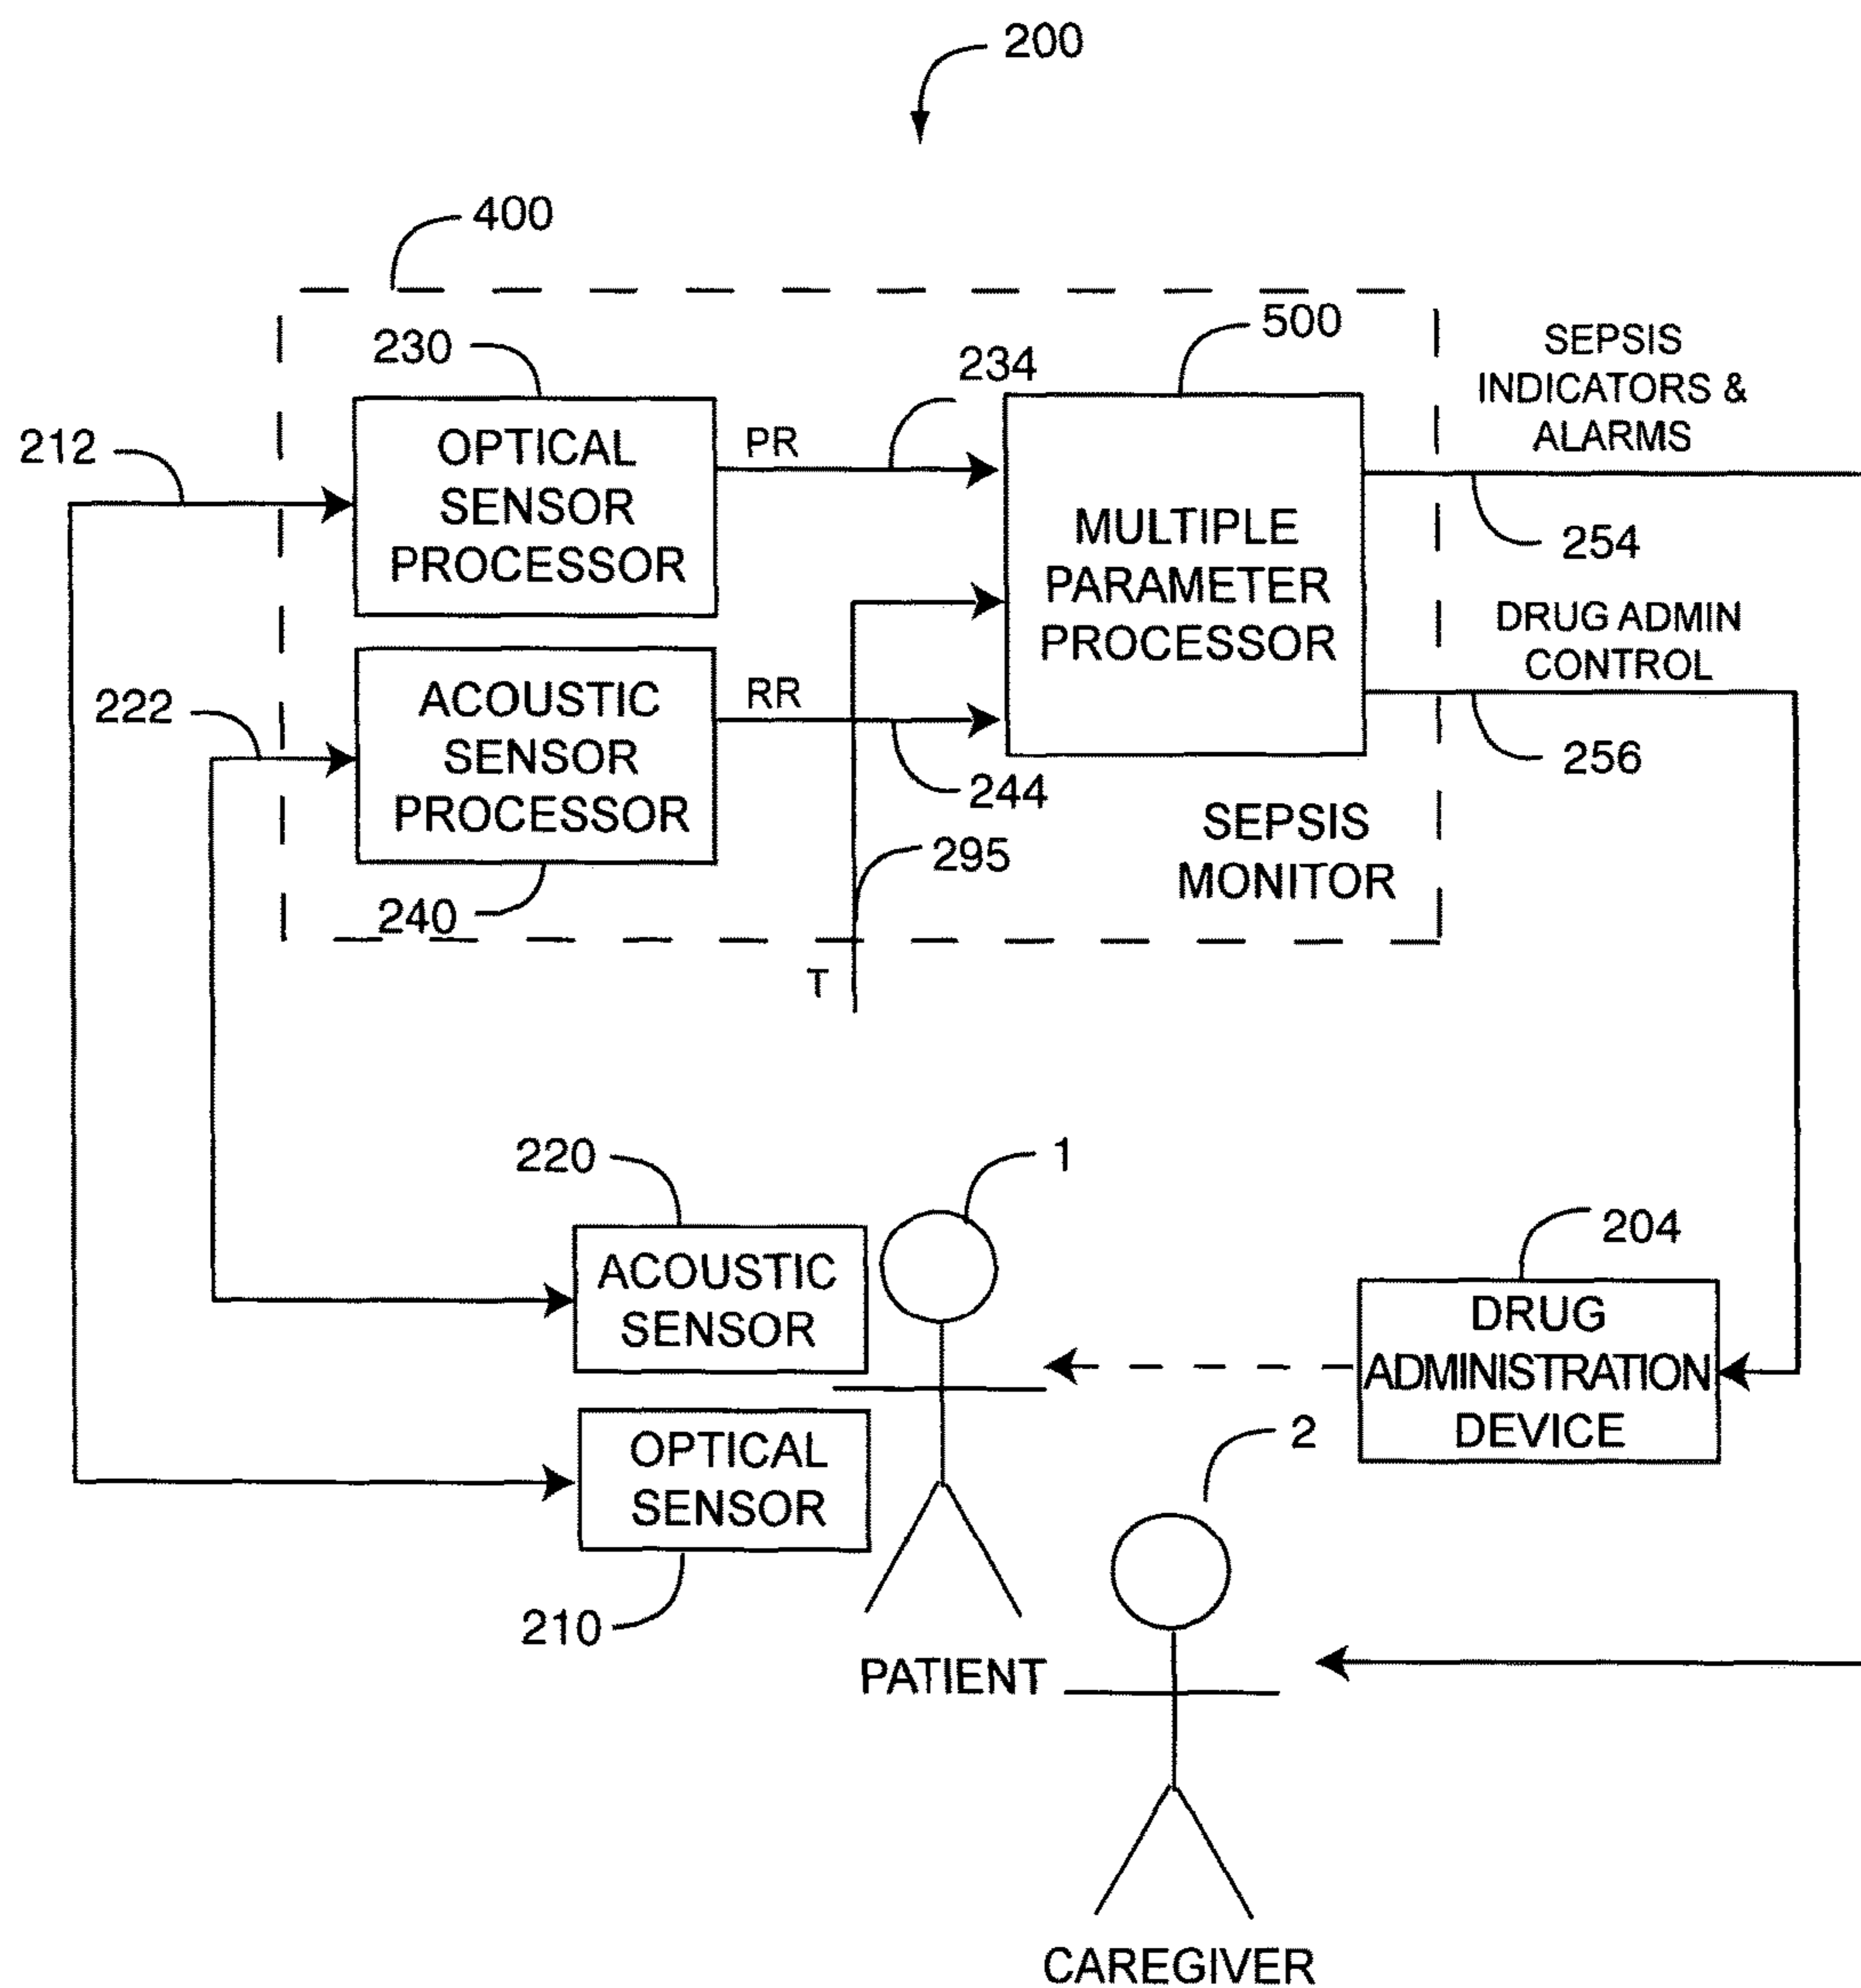 200
400
230
234
500
SEPSIS
INDICATORS &
ALARMS
212
OPTICAL
SENSOR
PROCESSOR
PR
MULTIPLE
PARAMETER
PROCESSOR
254
DRUG ADMIN
CONTROL
222
ACOUSTIC
SENSOR
PROCESSOR
RR
244
256
SEPSIS
MONITOR
295
240
T
220
1
ACOUSTIC
SENSOR
204
DRUG
ADMINISTRATION
DEVICE
OPTICAL
SENSOR
2
210
PATIENT
CAREGIVER